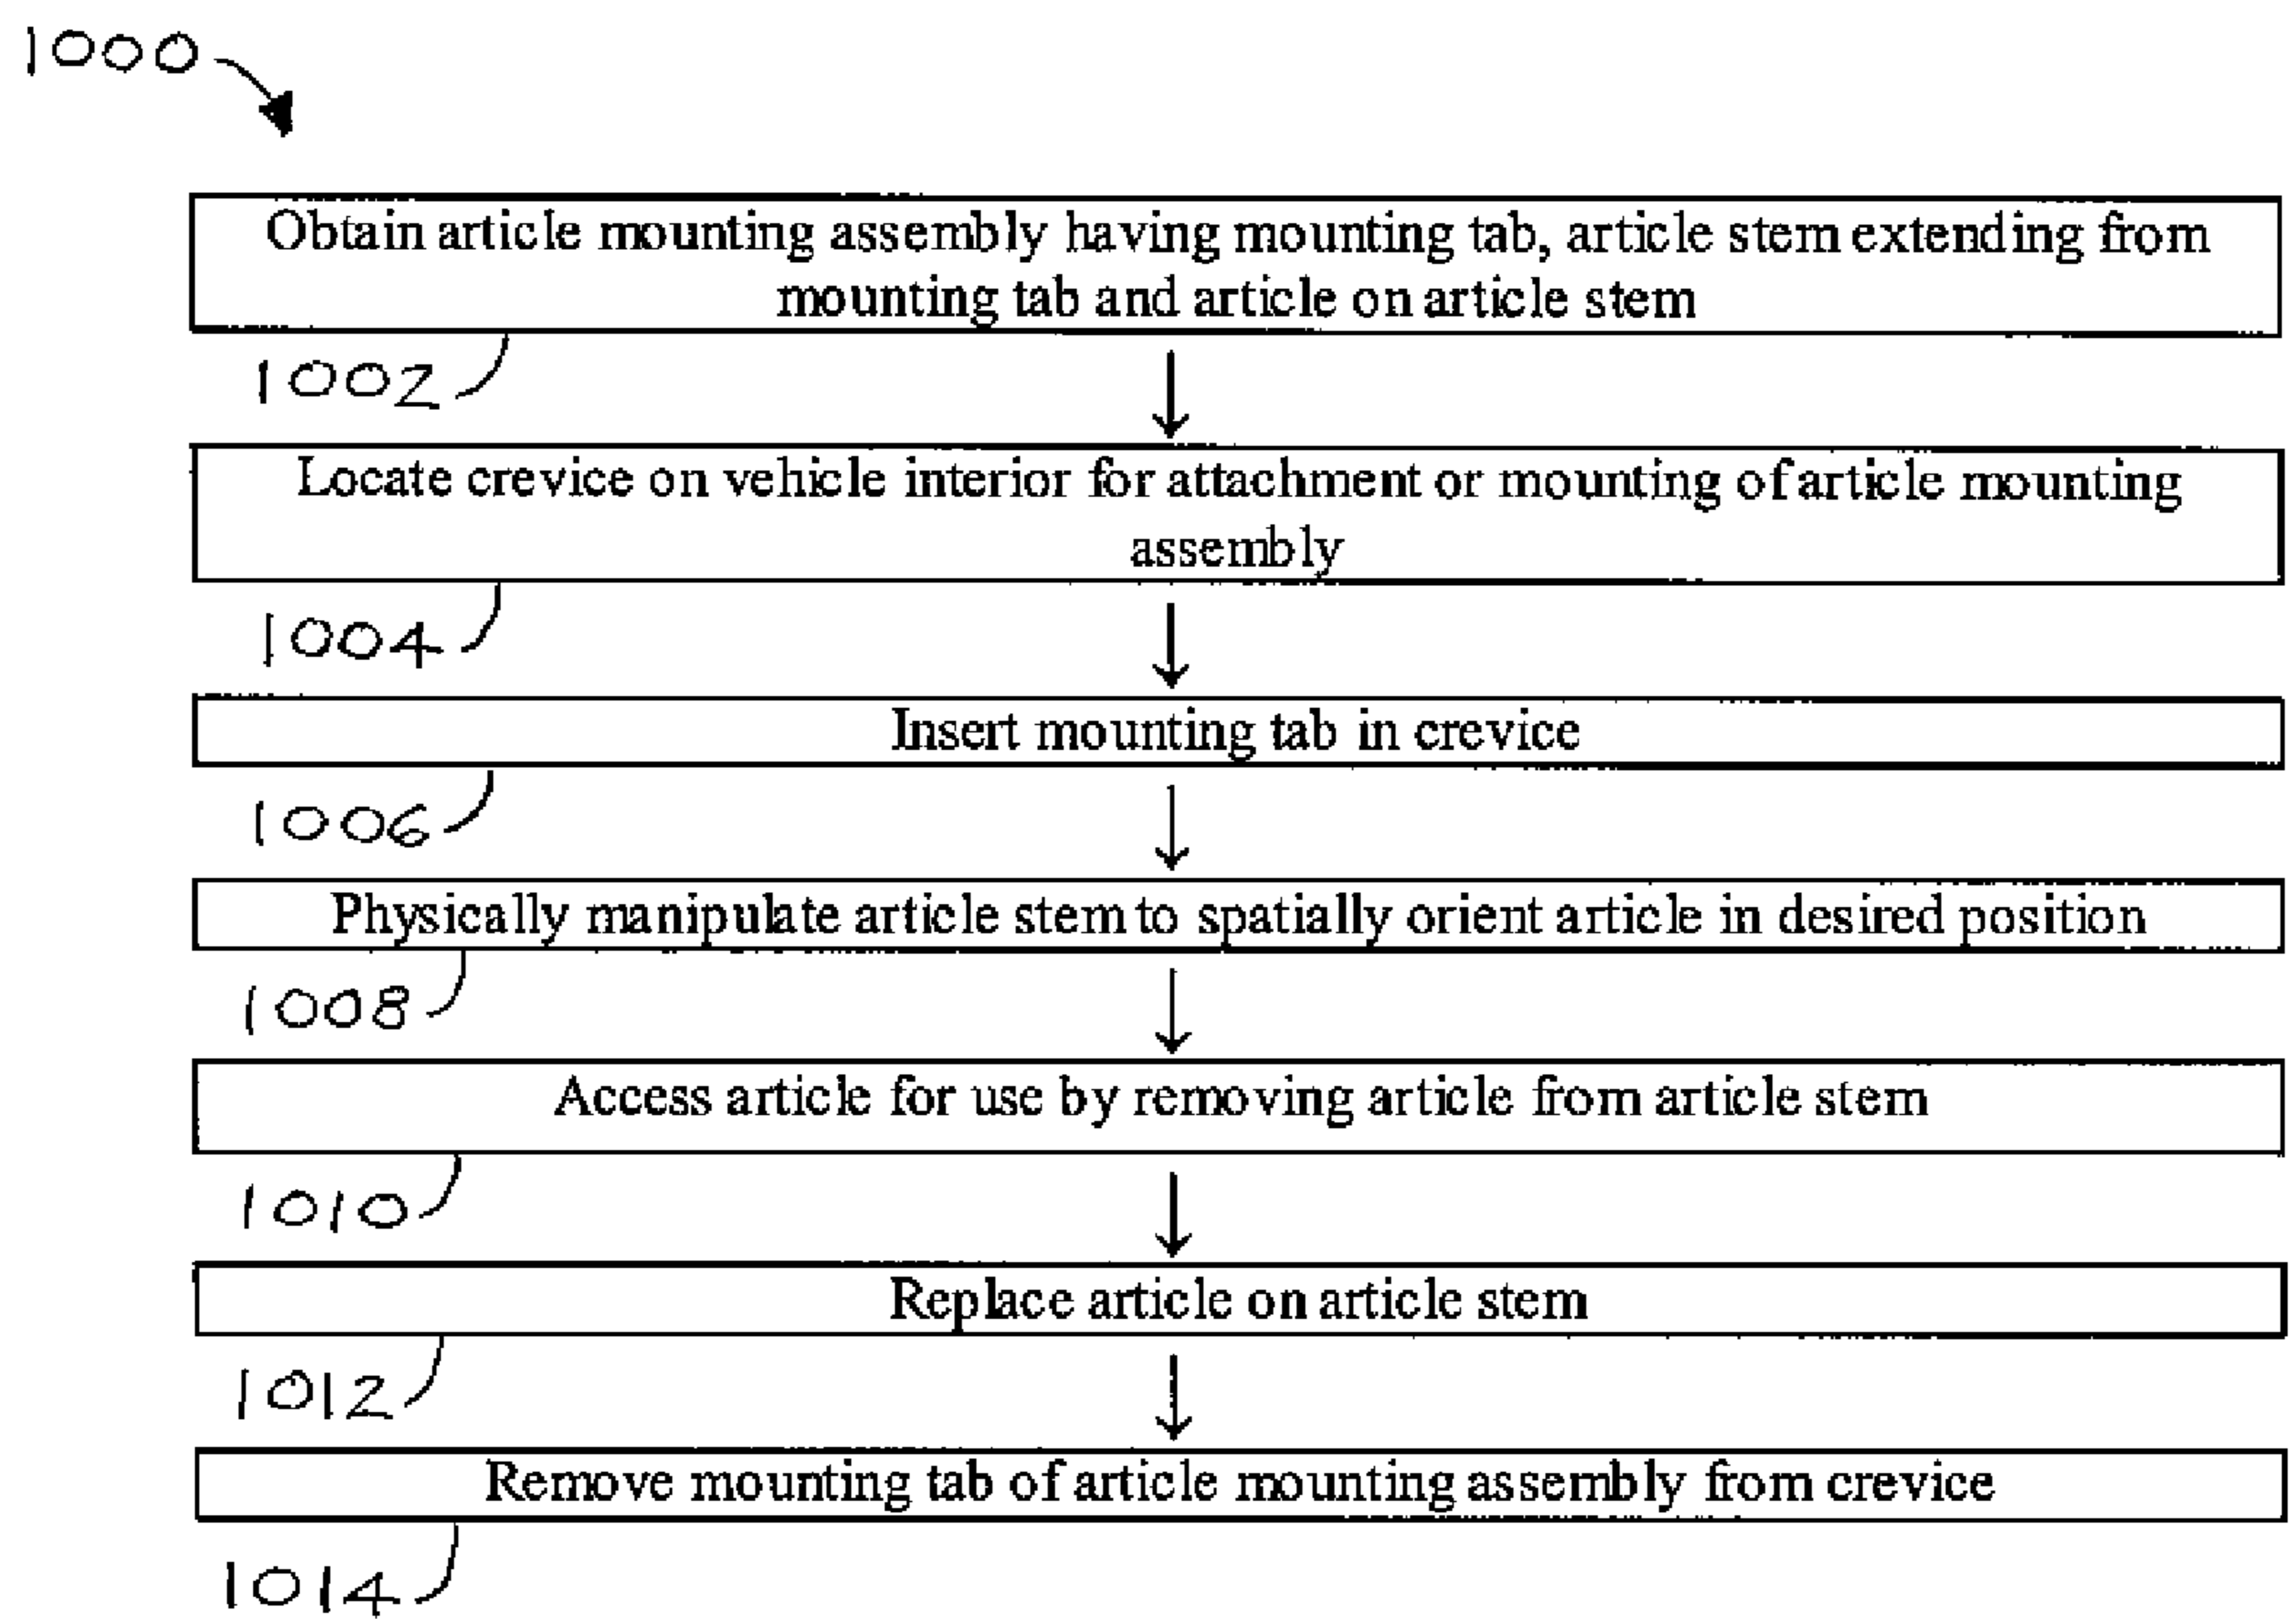 1000
Obtain article mounting assembly having mounting tab, article stem extending from
mounting tab and article on article stem
1002
Locate crevice on vehicle interior for attachment or mounting of article mounting
assembly
1004
Insert mounting tab in crevice
1006
Physically manipulate article stem to spatially orient article in desired position
1008
Access article for use by removing article from article stem
1010
Replace article on article stem
1012
Remove mounting tab of article mounting assembly from crevice
1014